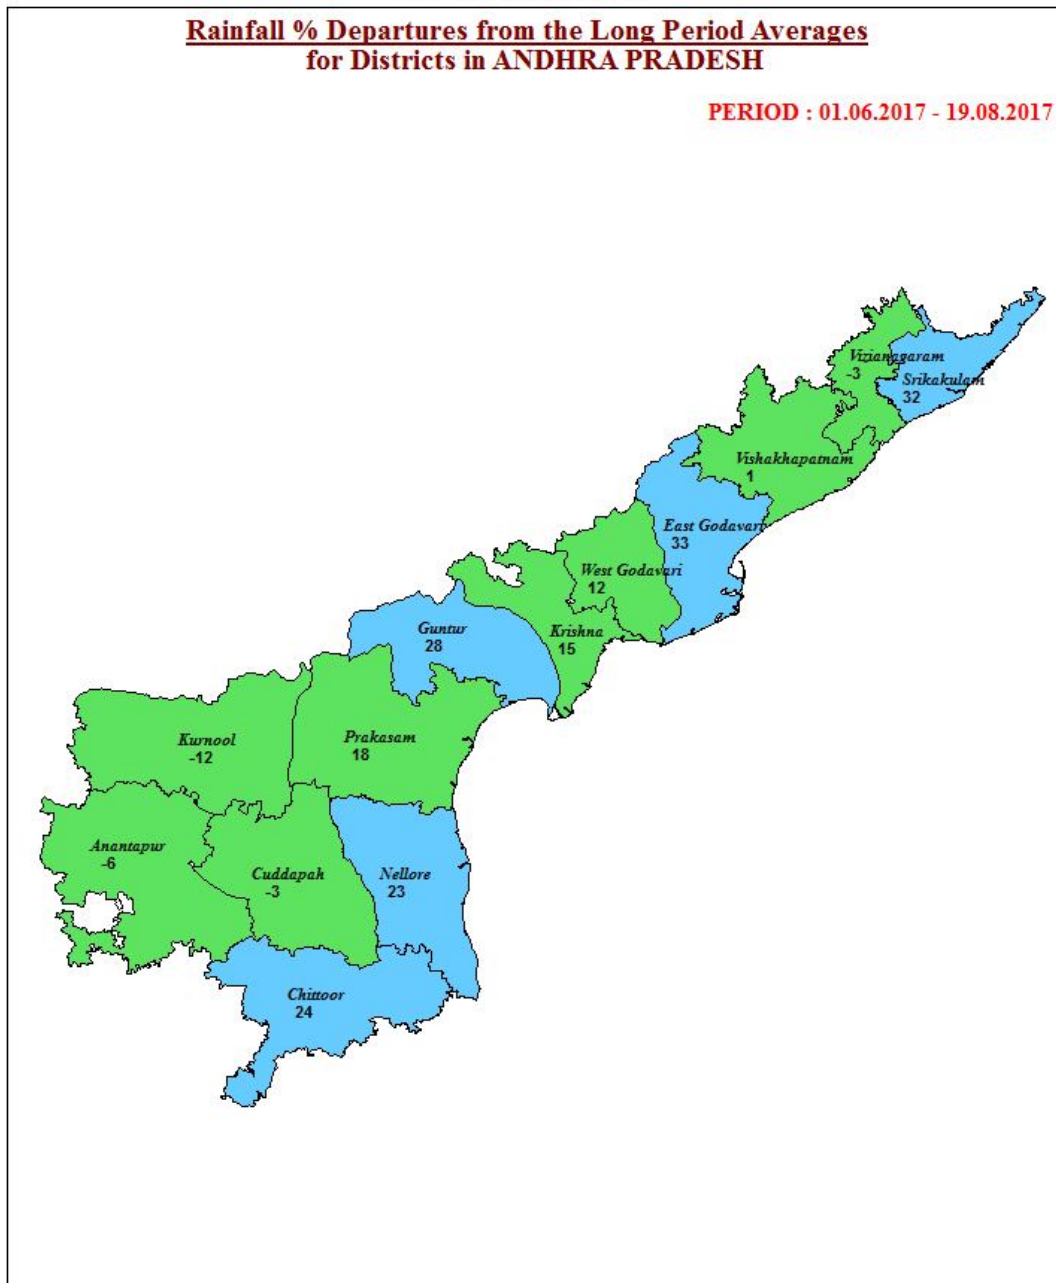 Rainfall % Departures from the Long Period Averages
for Districts in ANDHRA PRADESH
PERIOD : 01.06.2017 - 19.08.2017
Vizianagaram
-3
Srikakulam
32
Vishakhapatnam
1
East Godavari
33
West Godavari
12
Guntur
28
Krishna
15
Kurnool
-12
Prakasam
18
Anantapur
-6
Cuddapah
-3
Nellore
23
Chittoor
24